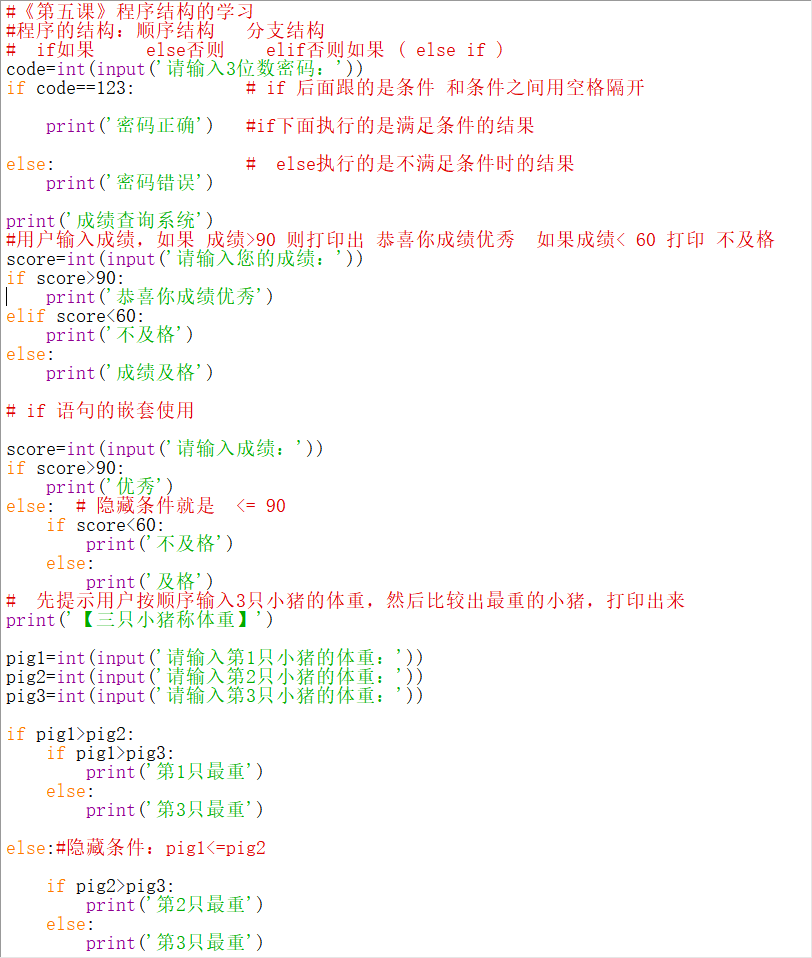 #《第五课》程序结构的学习
#程序的结构: 顺序结构   分支结构
#  if如果     else否则    elif否则如果 ( else if )
code=int(input('请输入3位数密码: '))
if code==123:           # if 后面跟的是条件 和条件之间用空格隔开
    print('密码正确')   #if下面执行的是满足条件的结果
else:                   #  else执行的是不满足条件时的结果
    print('密码错误')
print('成绩查询系统')
#用户输入成绩, 如果 成绩>90 则打印出 恭喜你成绩优秀  如果成绩< 60 打印 不及格
score=int(input('请输入您的成绩: '))
if score>90:
    print('恭喜你成绩优秀')
elif score<60:
    print('不及格')
else:
    print('成绩及格')
# if 语句的嵌套使用
score=int(input('请输入成绩: '))
if score>90:
    print('优秀')
else:  # 隐藏条件就是  <= 90
    if score<60:
        print('不及格')
    else:
        print('及格')
#  先提示用户按顺序输入3只小猪的体重, 然后比较出最重的小猪, 打印出来
print('【三只小猪称体重】')
pig1=int(input('请输入第1只小猪的体重: '))
pig2=int(input('请输入第2只小猪的体重: '))
pig3=int(input('请输入第3只小猪的体重: '))
if pig1>pig2:
    if pig1>pig3:
        print('第1只最重')
    else:
        print('第3只最重')
else:#隐藏条件: pig1<=pig2
    if pig2>pig3:
        print('第2只最重')
    else:
        print('第3只最重')